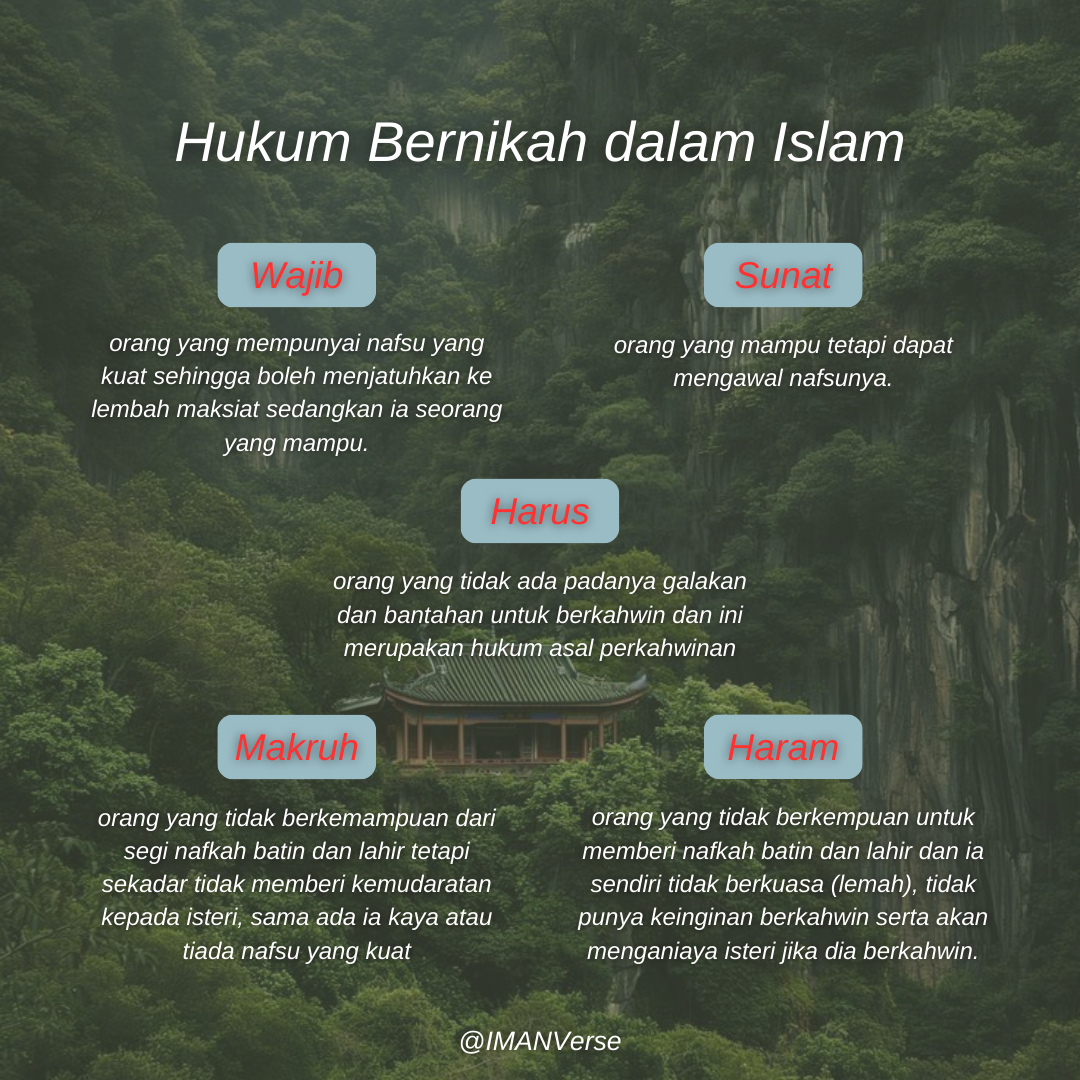 Hukum Bernikah dalam Islam
Wajib
orang yang mempunyai nafsu yang
kuat sehingga boleh menjatuhkan ke
lembah maksiat sedangkan ia seorang
yang mampu.
Sunat
orang yang mampu tetapi dapat
mengawal nafsunya.
Harus
orang yang tidak ada padanya galakan
dan bantahan untuk berkahwin dan ini
merupakan hukum asal perkahwinan
Makruh
orang yang tidak berkemampuan dari
segi nafkah batin dan lahir tetapi
sekadar tidak memberi kemudaratan
kepada isteri, sama ada ia kaya atau
tiada nafsu yang kuat
Haram
orang yang tidak berkempuan untuk
memberi nafkah batin dan lahir dan ia
sendiri tidak berkuasa (lemah), tidak
punya keinginan berkahwin serta akan
menganiaya isteri jika dia berkahwin.
@IMANVerse